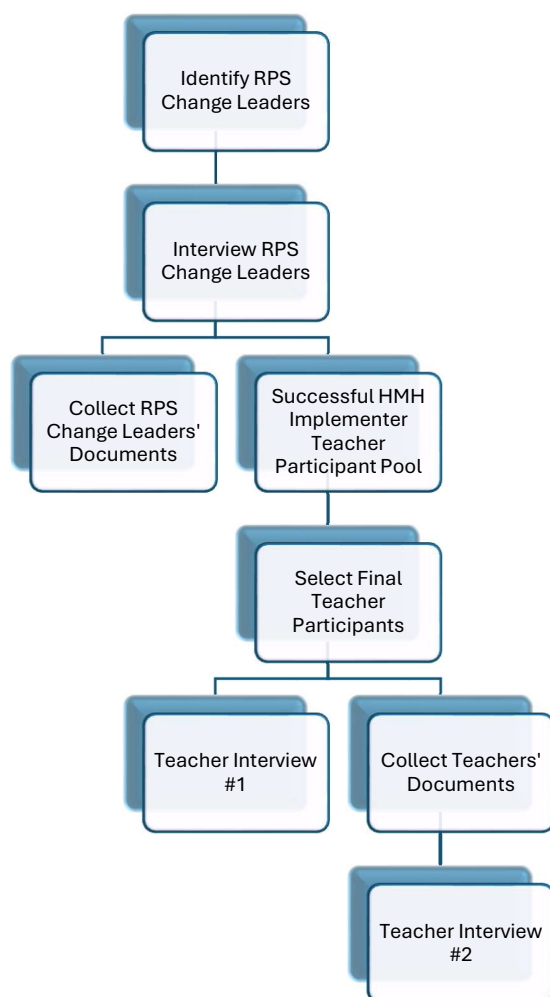 Identify RPS
Change Leaders
Interview RPS
Change Leaders
Collect RPS
Change Leaders'
Documents
Successful HMH
Implementer
Teacher
Participant Pool
Select Final
Teacher
Participants
Teacher Interview
#1
Collect Teachers'
Documents
Teacher Interview
#2